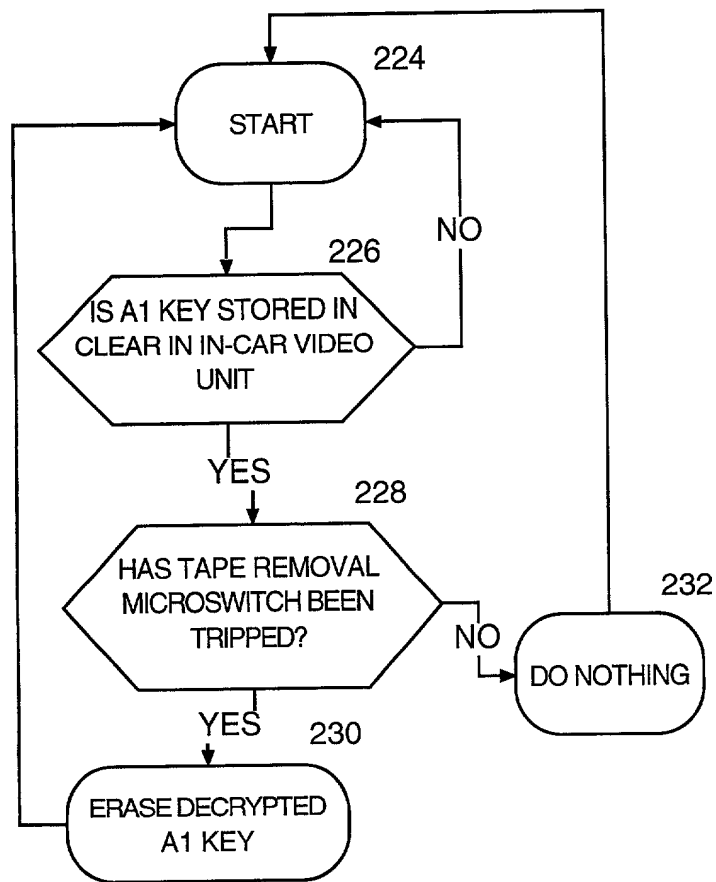 224
START
NO
226
IS A1 KEY STORED IN
CLEAR IN IN-CAR VIDEO
UNIT
YES
228
HAS TAPE REMOVAL
MICROSWITCH BEEN
TRIPPED?
232
NO
DO NOTHING
YES
230
ERASE DECRYPTED
A1 KEY